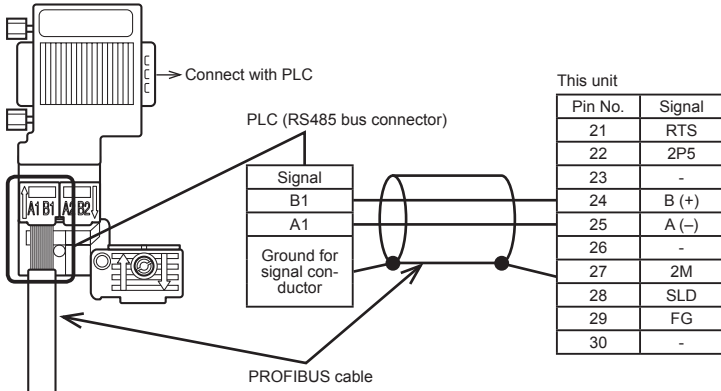 Connect with PLC
This unit
PLC (RS485 bus connector)
Pin No. Signal
21 RTS
22 2P5
23 -
24 B (+)
25 A (–)
26 -
27 2M
28 SLD
29 FG
30 -
Signal
B1
A1
Ground for
signal con-
ductor
A1 B1 A2 B2
PROFIBUS cable